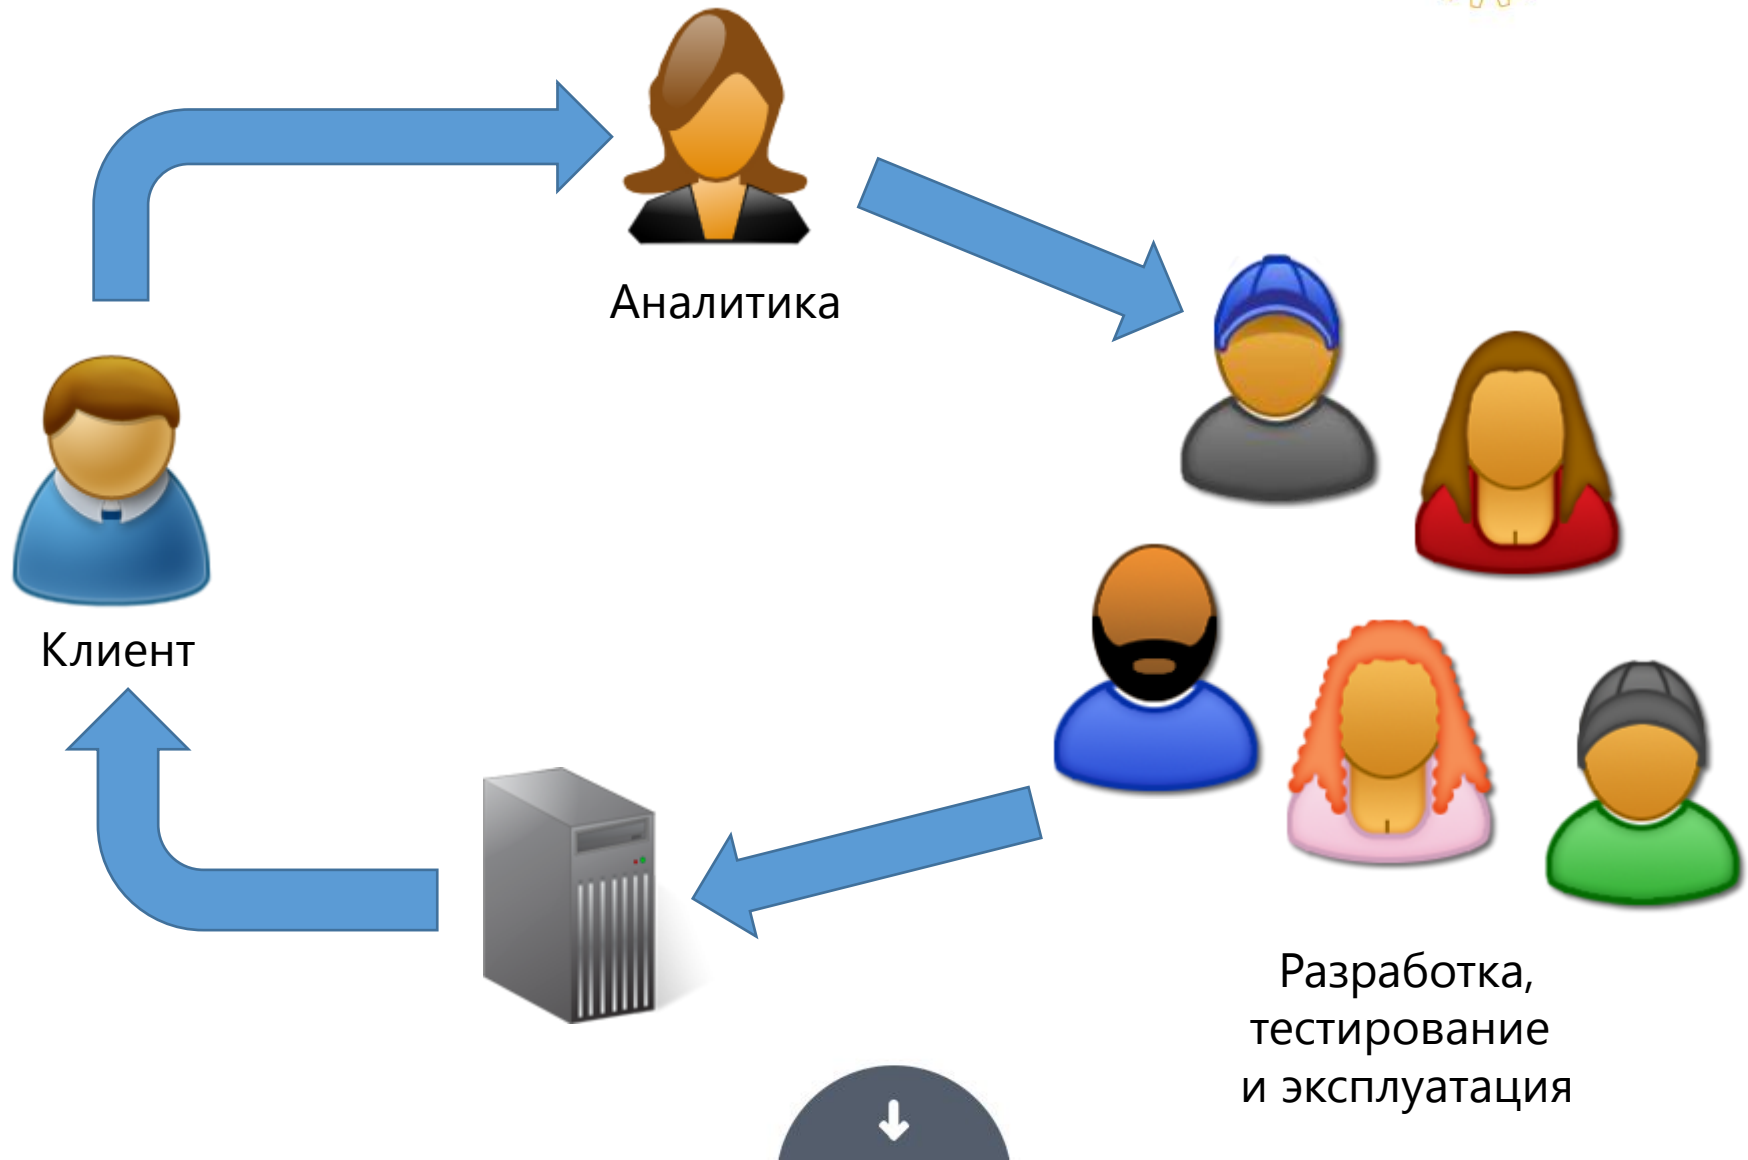 Аналитика
Клиент
Разработка,
тестирование
и эксплуатация